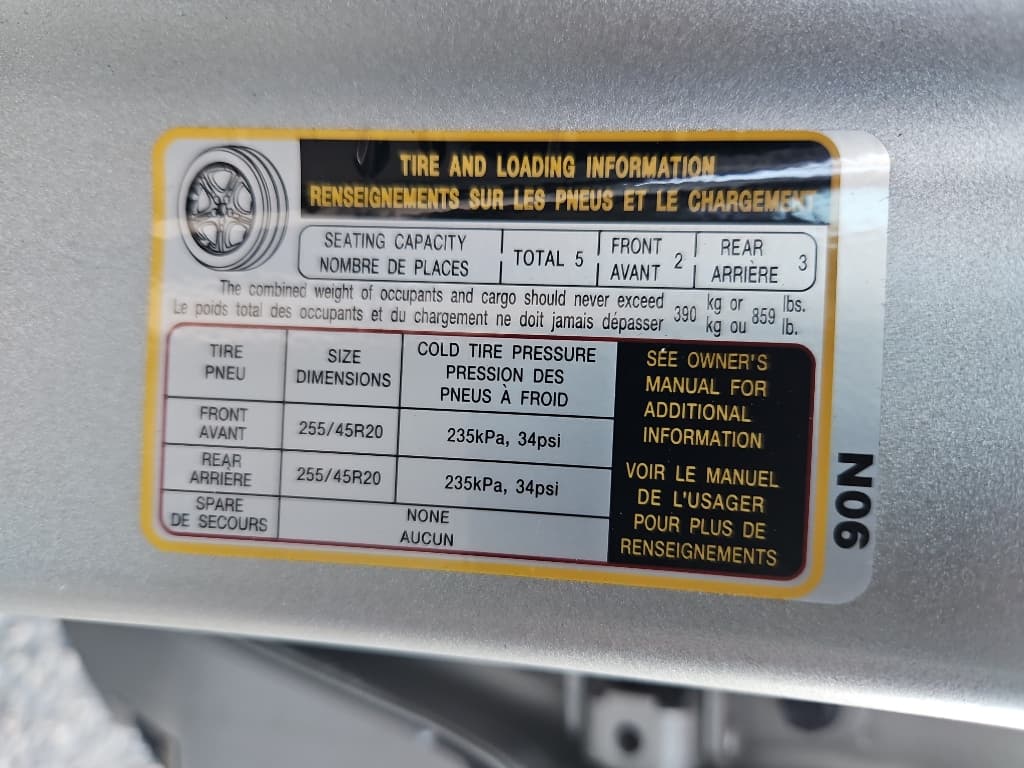 TIRE AND LOADING INFORMATION
RENSEIGNEMENTS SUR LES PNEUS ET LE CHARGEMENT
SEATING CAPACITY
NOMBRE DE PLACES
TOTAL 5
FRONT
AVANT
2
REAR
ARRIÈRE
3
The combined weight of occupants and cargo should never exceed 390 kg or 859 lbs.
Le poids total des occupants et du chargement ne doit jamais dépasser kg ou lb.
TIRE
PNEU
SIZE
DIMENSIONS
COLD TIRE PRESSURE
PRESSION DES
PNEUS À FROID
FRONT
AVANT
255/45R20
235kPa, 34psi
REAR
ARRIÈRE
255/45R20
235kPa, 34psi
SPARE
DE SECOURS
NONE
AUCUN
SEE OWNER'S
MANUAL FOR
ADDITIONAL
INFORMATION
VOIR LE MANUEL
DE L'USAGER
POUR PLUS DE
RENSEIGNEMENTS
N06